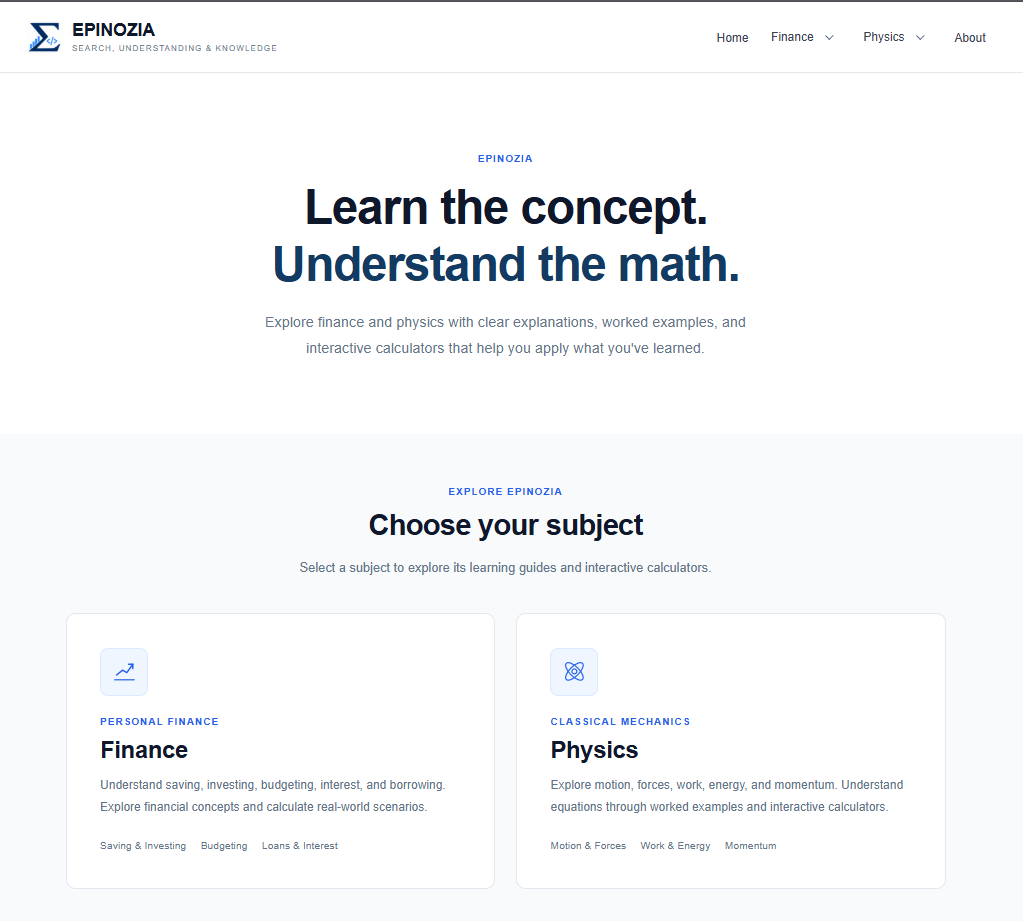 EPINOZIA
SEARCH, UNDERSTANDING & KNOWLEDGE
Home
Finance
Physics
About
EPINOZIA
Learn the concept.
Understand the math.
Explore finance and physics with clear explanations, worked examples, and
interactive calculators that help you apply what you've learned.
EXPLORE EPINOZIA
Choose your subject
Select a subject to explore its learning guides and interactive calculators.
PERSONAL FINANCE
Finance
Understand saving, investing, budgeting, interest, and borrowing.
Explore financial concepts and calculate real-world scenarios.
Saving & Investing
Budgeting
Loans & Interest
CLASSICAL MECHANICS
Physics
Explore motion, forces, work, energy, and momentum. Understand
equations through worked examples and interactive calculators.
Motion & Forces
Work & Energy
Momentum